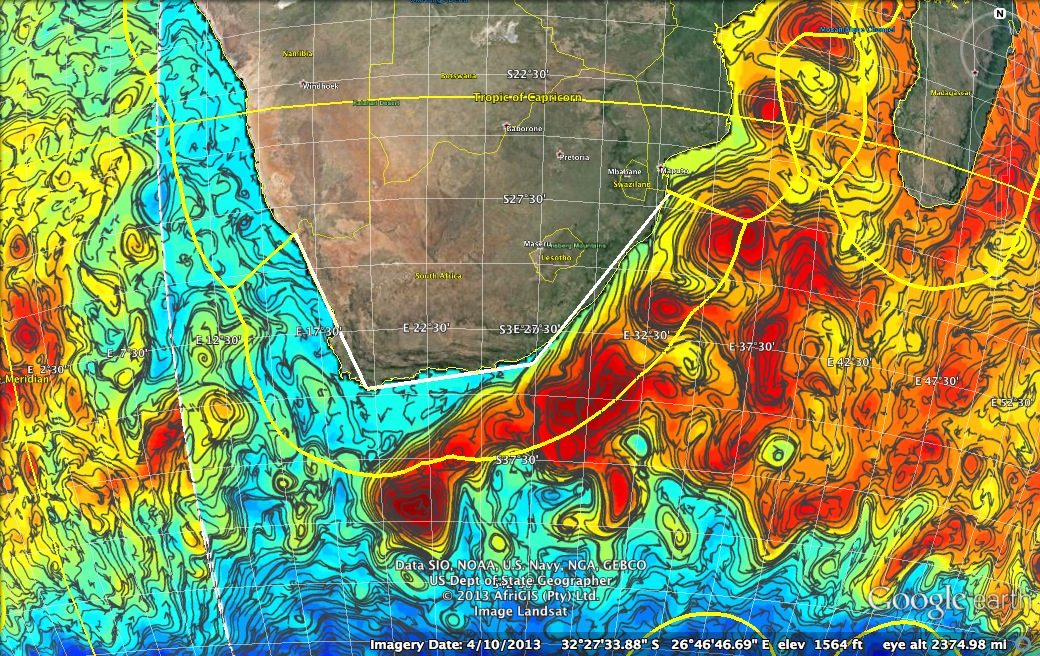 N
Namibia
Windhoek
Botswana
S22°30'
Madagascar
Kalahari Desert
Tropic of Capricorn
Gaborone
Pretoria
Mbabane
Maputo
Swaziland
S27°30'
Maseru
Lesotho
South Africa
E 2°30'
E 7°30'
E 12°30'
E 17°30'
E 22°30'
E 27°30'
E 32°30'
E 37°30'
E 42°30'
E 47°30'
E 52°30'
Meridian
S37°30'
Data SIO, NOAA, U.S. Navy, NGA, GEBCO
US Dept of State Geographer
© 2013 AfriGIS (Pty) Ltd.
Image Landsat
Google earth
Imagery Date: 4/10/2013 32°27'33.88" S 26°46'46.69" E elev 1564 ft eye alt 2374.98 mi